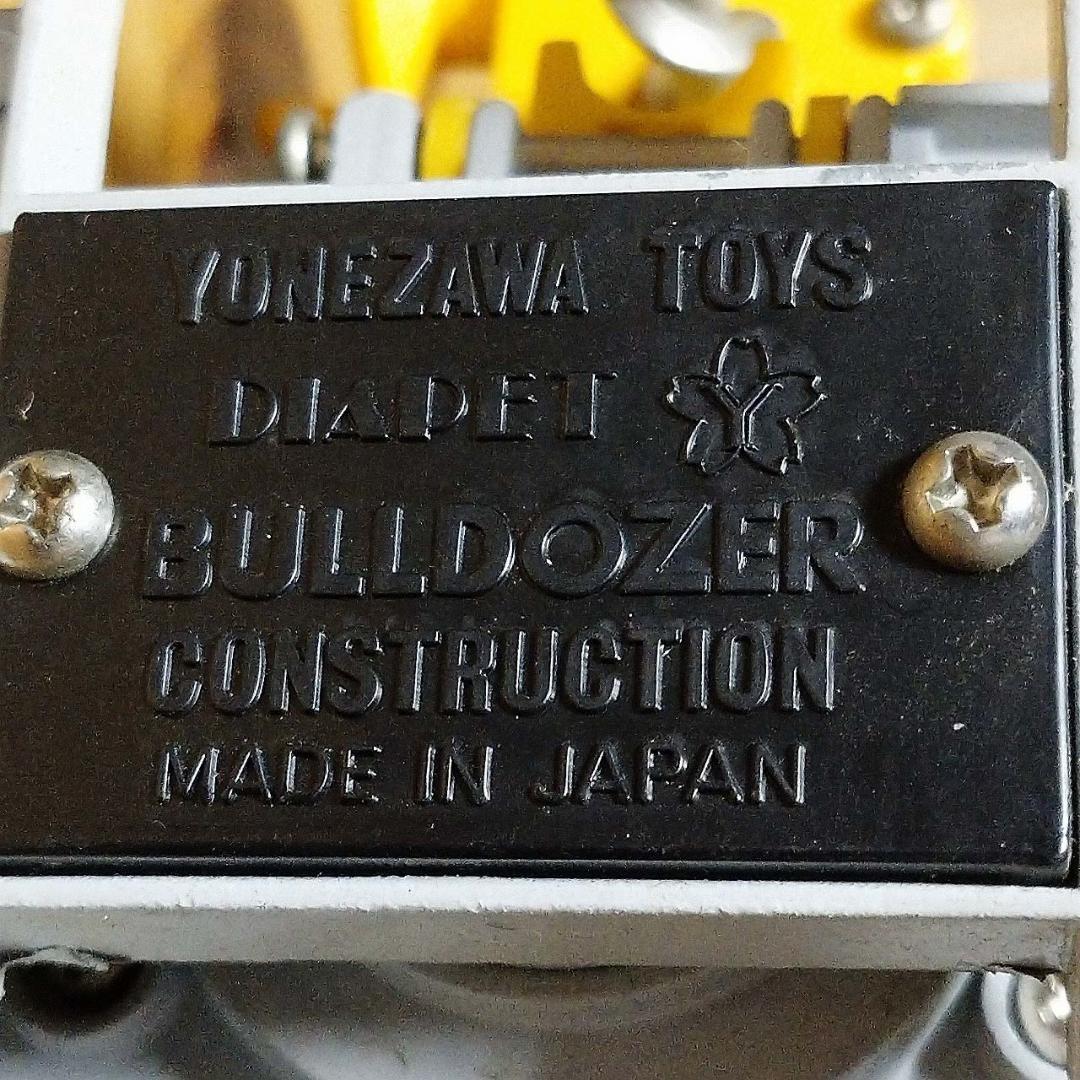 YONEZAWA TOYS
DIAPET Y
BULLDOZER
CONSTRUCTION
MADE IN JAPAN